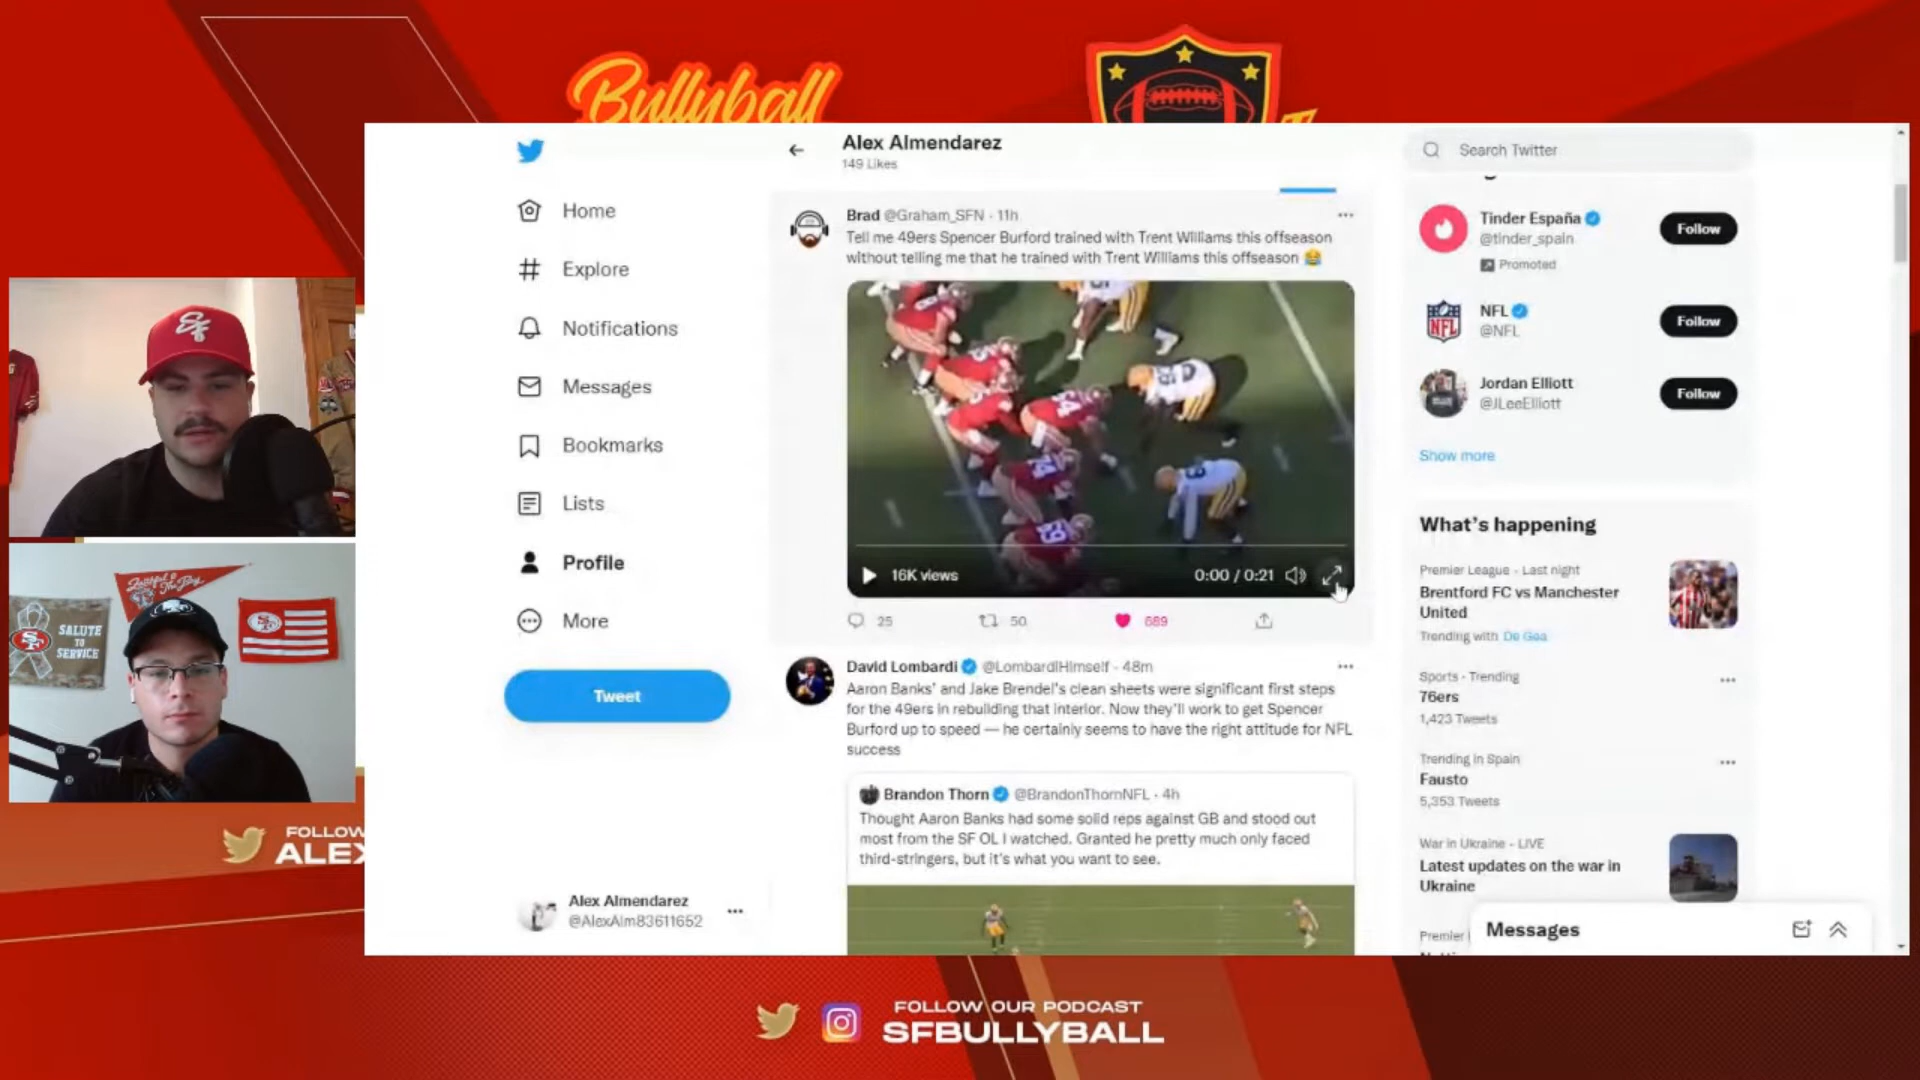 Bullyball
Alex Almendarez
149 Likes
Search Twitter
Home
Explore
Notifications
Messages
Bookmarks
Lists
Profile
More
Tweet
Alex Almendarez
@AlexAlm83611652
Brad @Graham_SFN · 11h
Tell me 49ers Spencer Burford trained with Trent Williams this offseason
without telling me that he trained with Trent Williams this offseason 😂
16K views
0:00 / 0:21
25
50
689
David Lombardi @LombardiHimself · 48m
Aaron Banks' and Jake Brendel's clean sheets were significant first steps
for the 49ers in rebuilding that interior. Now they'll work to get Spencer
Burford up to speed — he certainly seems to have the right attitude for NFL
success
Brandon Thorn @BrandonThornNFL · 4h
Thought Aaron Banks had some solid reps against GB and stood out
most from the SF OL I watched. Granted he pretty much only faced
third-stringers, but it's what you want to see.
Tinder España
@tinder_spain
Promoted
Follow
NFL
@NFL
Follow
Jordan Elliott
@JLeeElliott
Follow
Show more
What's happening
Premier League · Last night
Brentford FC vs Manchester
United
Trending with De Gea
Sports · Trending
76ers
1,423 Tweets
Trending in Spain
Fausto
5,353 Tweets
War in Ukraine · LIVE
Latest updates on the war in
Ukraine
Premier
Messages
SF
Faithful
To The Bay
SALUTE
TO
SERVICE
SF
SF
FOLLOW
ALEX
FOLLOW OUR PODCAST
SFBULLYBALL